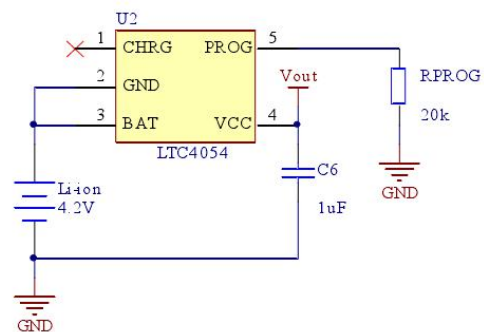 U2
1 CHRG PROG 5
2 GND
3 BAT VCC 4
LTC4054
Vout
RPROG
20k
GND
Li-ion
4.2V
C6
1uF
GND